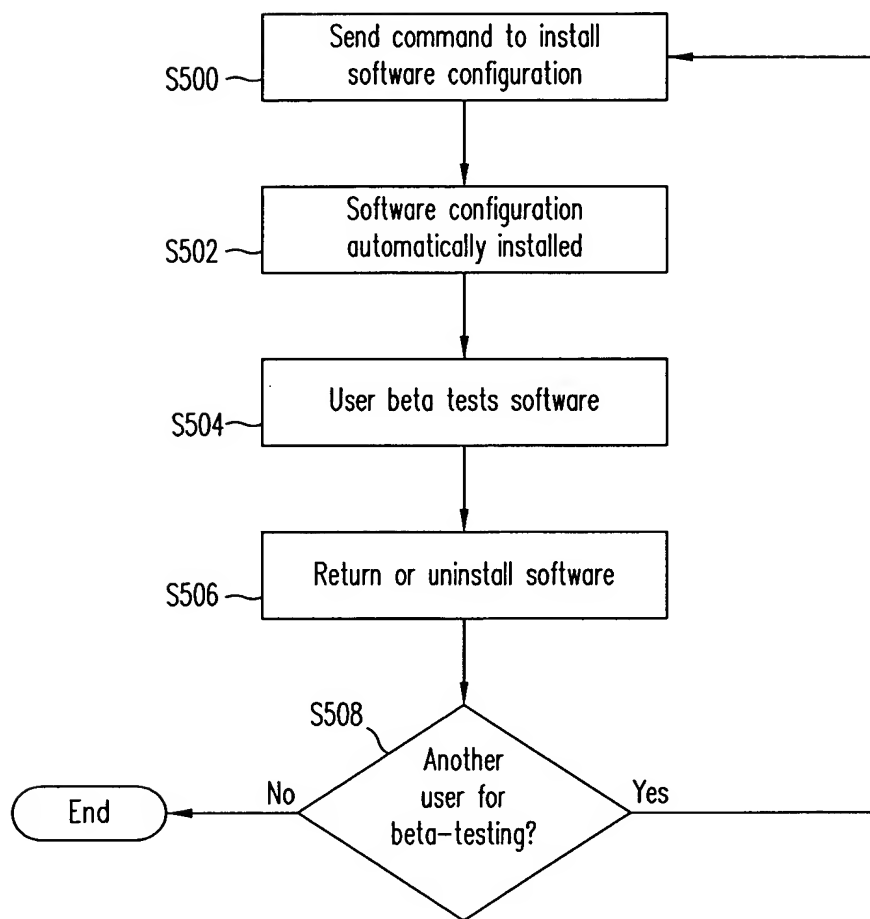 Send command to install
software configuration
S500
Software configuration
automatically installed
S502
User beta tests software
S504
Return or uninstall software
S506
S508
Another
user for
beta-testing?
No
Yes
End